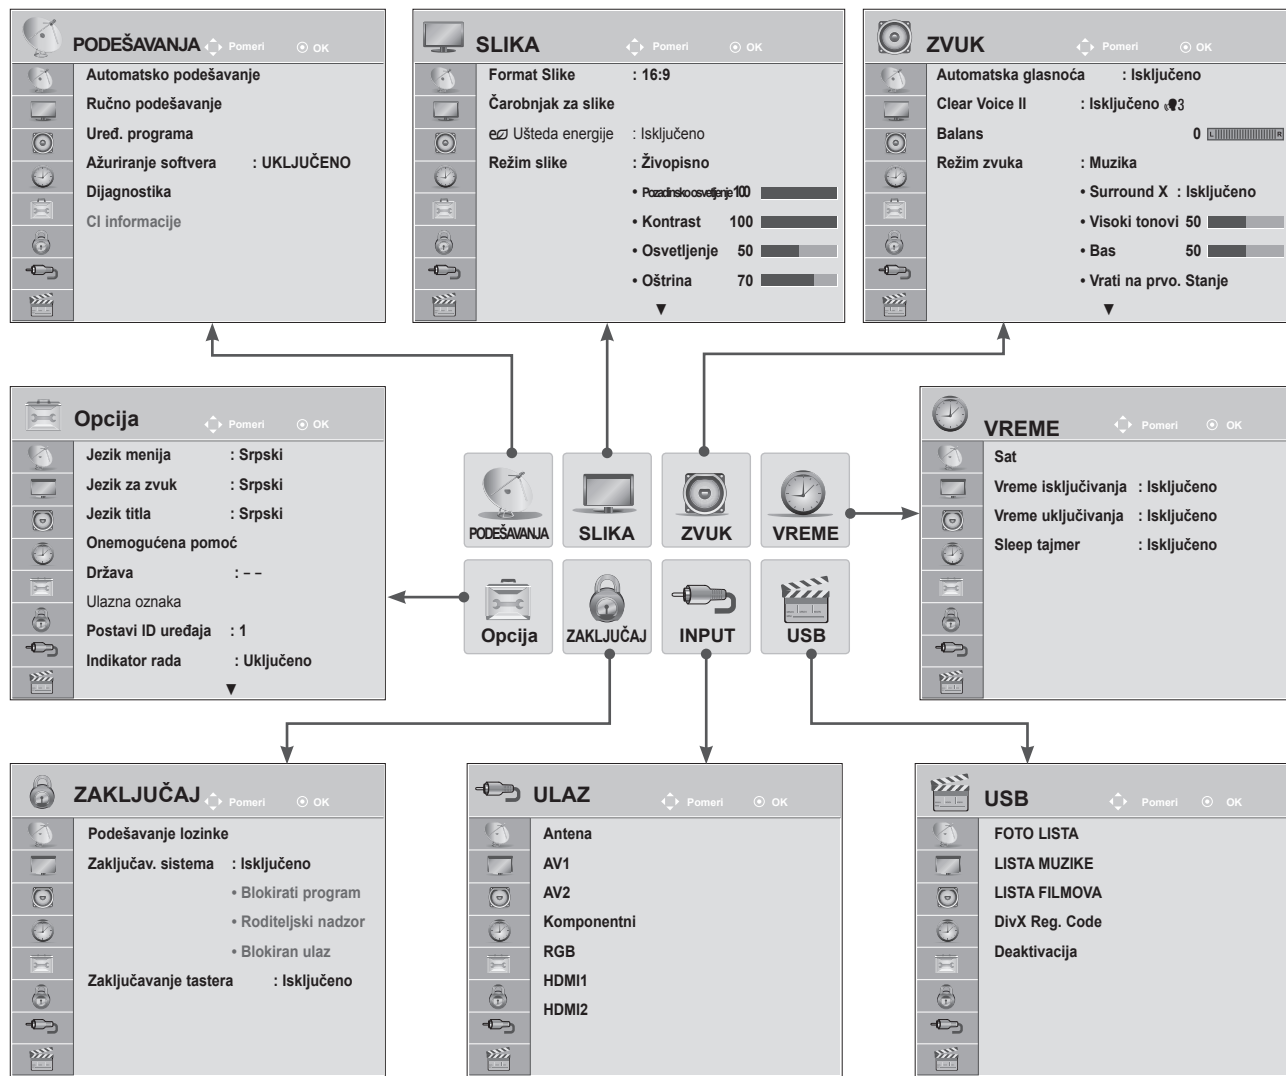 PODEŠAVANJA Pomeri OK
Automatsko podešavanje
Ručno podešavanje
Uređ. programa
Ažuriranje softvera : UKLJUČENO
Dijagnostika
CI informacije
SLIKA Pomeri OK
Format Slike : 16:9
Čarobnjak za slike
e Ušteda energije : Isključeno
Režim slike : Živopisno
• Pozadinsko osvetljenje 100
• Kontrast 100
• Osvetljenje 50
• Oštrina 70
▼
ZVUK Pomeri OK
Automatska glasnoća : Isključeno
Clear Voice II : Isključeno 3
Balans 0 L R
Režim zvuka : Muzika
• Surround X : Isključeno
• Visoki tonovi 50
• Bas 50
• Vrati na prvo. Stanje
▼
Opcija Pomeri OK
Jezik menija : Srpski
Jezik za zvuk : Srpski
Jezik titla : Srpski
Onemogućena pomoć
Država : – –
Ulazna oznaka
Postavi ID uređaja : 1
Indikator rada : Uključeno
▼
PODEŠAVANJA SLIKA ZVUK VREME
Opcija ZAKLJUČAJ INPUT USB
VREME Pomeri OK
Sat
Vreme isključivanja : Isključeno
Vreme uključivanja : Isključeno
Sleep tajmer : Isključeno
ZAKLJUČAJ Pomeri OK
Podešavanje lozinke
Zaključav. sistema : Isključeno
• Blokirati program
• Roditeljski nadzor
• Blokiran ulaz
Zaključavanje tastera : Isključeno
ULAZ Pomeri OK
Antena
AV1
AV2
Komponentni
RGB
HDMI1
HDMI2
USB Pomeri OK
FOTO LISTA
LISTA MUZIKE
LISTA FILMOVA
DivX Reg. Code
Deaktivacija